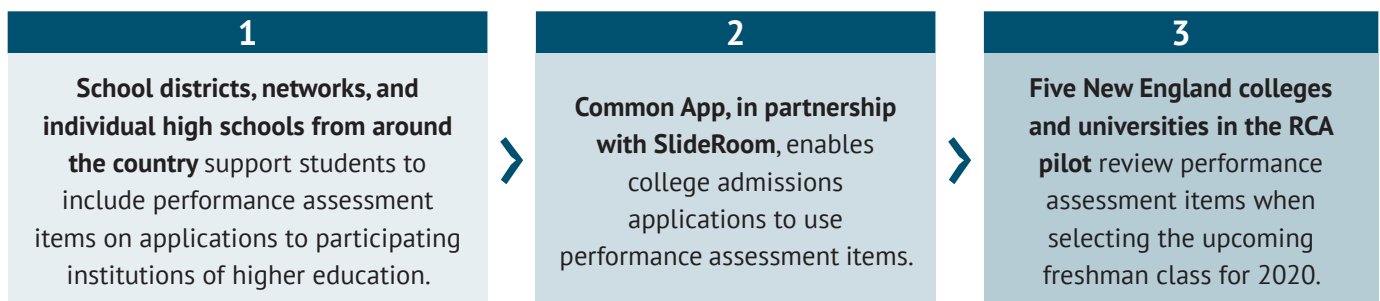 1
School districts, networks, and
individual high schools from around
the country support students to
include performance assessment
items on applications to participating
institutions of higher education.
2
Common App, in partnership
with SlideRoom, enables
college admissions
applications to use
performance assessment items.
3
Five New England colleges
and universities in the RCA
pilot review performance
assessment items when
selecting the upcoming
freshman class for 2020.